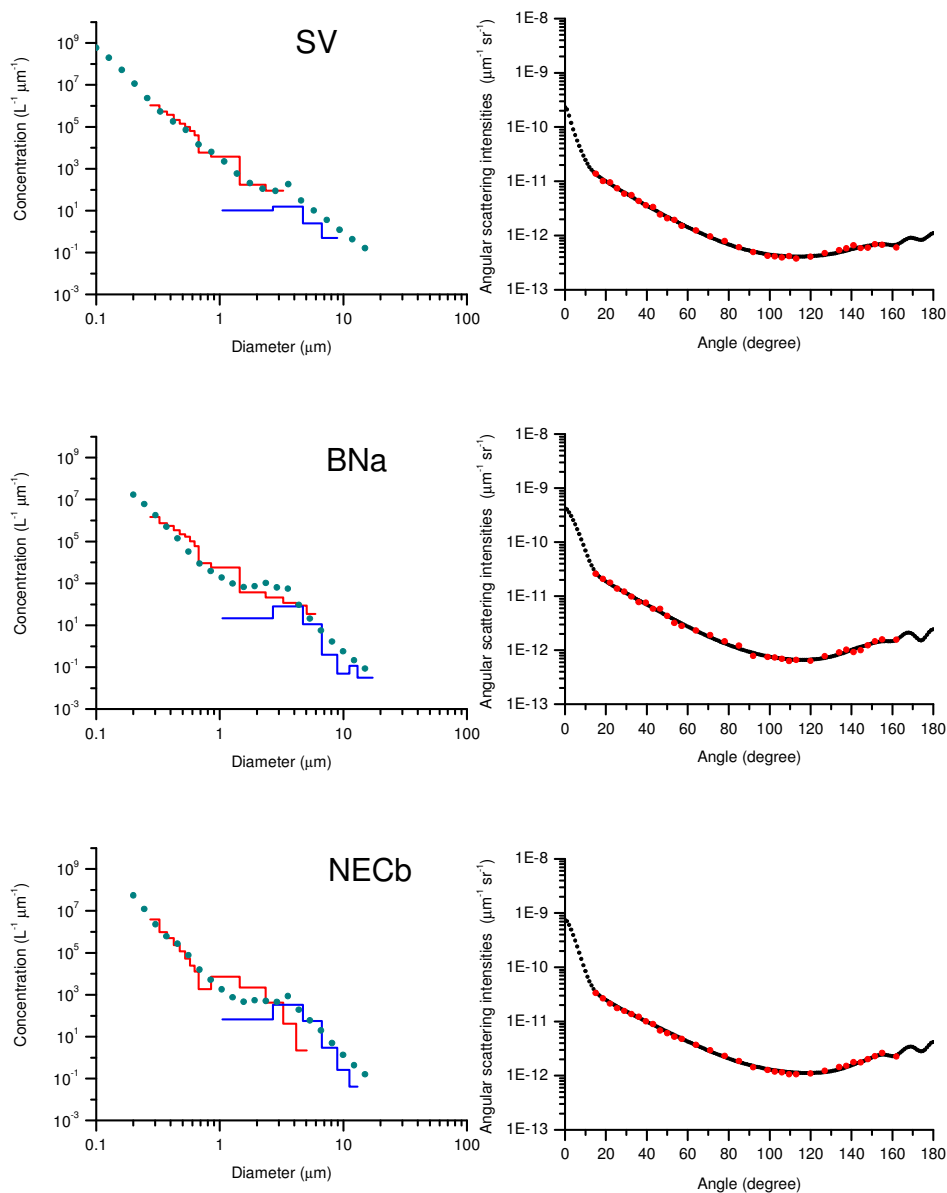 SV
Concentration (L⁻¹ μm⁻¹)
10⁹
10⁷
10⁵
10³
10¹
10⁻¹
10⁻³
0.1 1 10 100
Diameter (μm)
Angular scattering intensities (μm⁻¹ sr⁻¹)
1E-8
1E-9
1E-10
1E-11
1E-12
1E-13
0 20 40 60 80 100 120 140 160 180
Angle (degree)
BNa
Concentration (L⁻¹ μm⁻¹)
10⁹
10⁷
10⁵
10³
10¹
10⁻¹
10⁻³
0.1 1 10 100
Diameter (μm)
Angular scattering intensities (μm⁻¹ sr⁻¹)
1E-8
1E-9
1E-10
1E-11
1E-12
1E-13
0 20 40 60 80 100 120 140 160 180
Angle (degree)
NECb
Concentration (L⁻¹ μm⁻¹)
10⁹
10⁷
10⁵
10³
10¹
10⁻¹
10⁻³
0.1 1 10 100
Diameter (μm)
Angular scattering intensities (μm⁻¹ sr⁻¹)
1E-8
1E-9
1E-10
1E-11
1E-12
1E-13
0 20 40 60 80 100 120 140 160 180
Angle (degree)